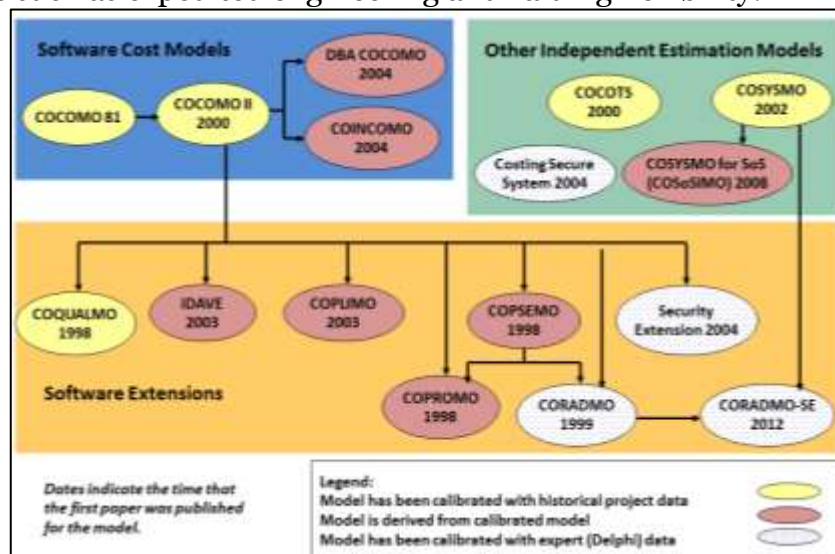 Software Cost Models
COCOMO 81
COCOMO II
2000
DBA COCOMO
2004
COINCOMO
2004
Other Independent Estimation Models
COCOTS
2000
COSYSMO
2002
Costing Secure
System 2004
COSYSMO for SoS
(COSoSIMO) 2008
COQUALMO
1998
iDAVE
2003
COPLIMO
2003
COPSEMO
1998
Security
Extension 2004
Software Extensions
COPROMO
1998
CORADMO
1999
CORADMO-SE
2012
Dates indicate the time that
the first paper was published
for the model.
Legend:
Model has been calibrated with historical project data
Model is derived from calibrated model
Model has been calibrated with expert (Delphi) data